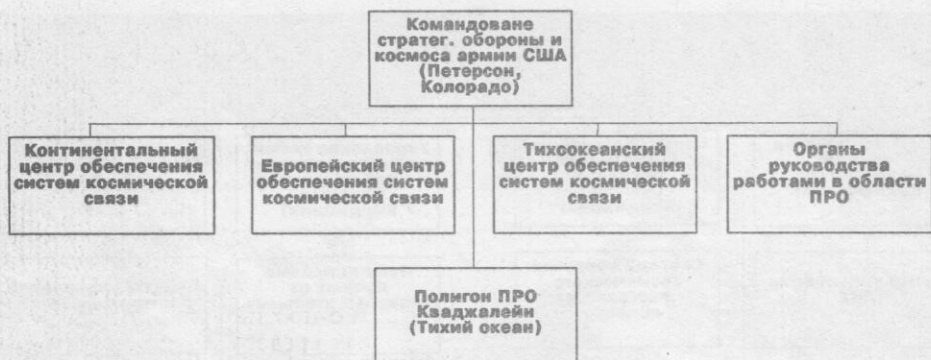 Командоване
стратег. обороны и
космоса армии США
(Петерсон,
Колорадо)
Континентальный
центр обеспечения
систем космической
связи
Европейский центр
обеспечения систем
космической связи
Тихсокеанский
центр обеспечения
систем космической
связи
Органы
руководства
работами в области
ПРО
Полигон ПРО
Кваджалейн
(Тихий океан)